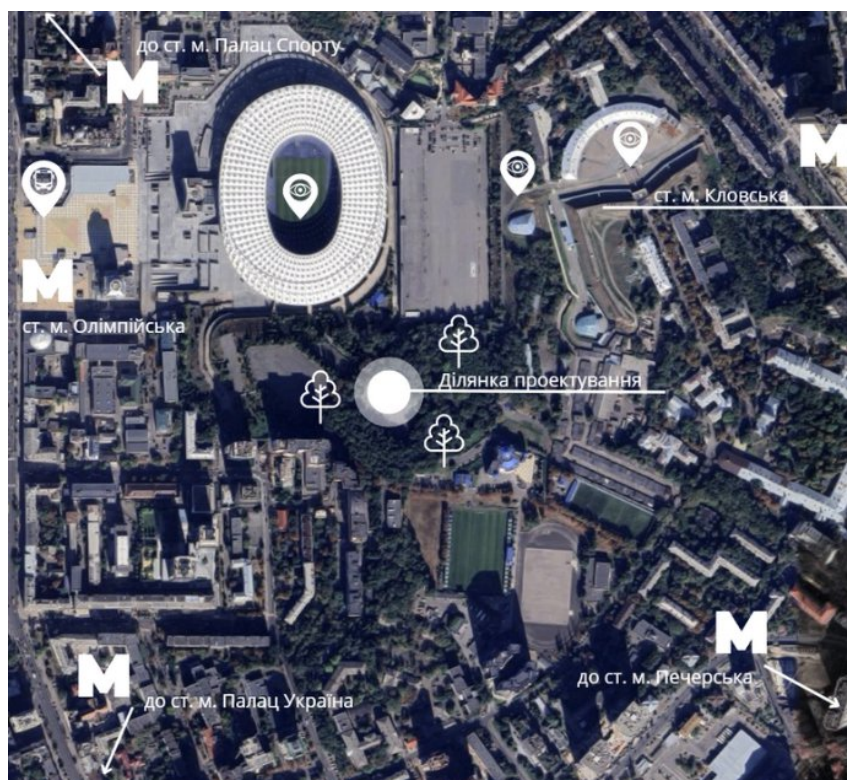 до ст. м. Палац Спорту
М
М
ст. м. Кловська
М
ст. м. Олімпійська
Ділянка проектування
М
до ст. м. Печерська
М
до ст. м. Палац Україна